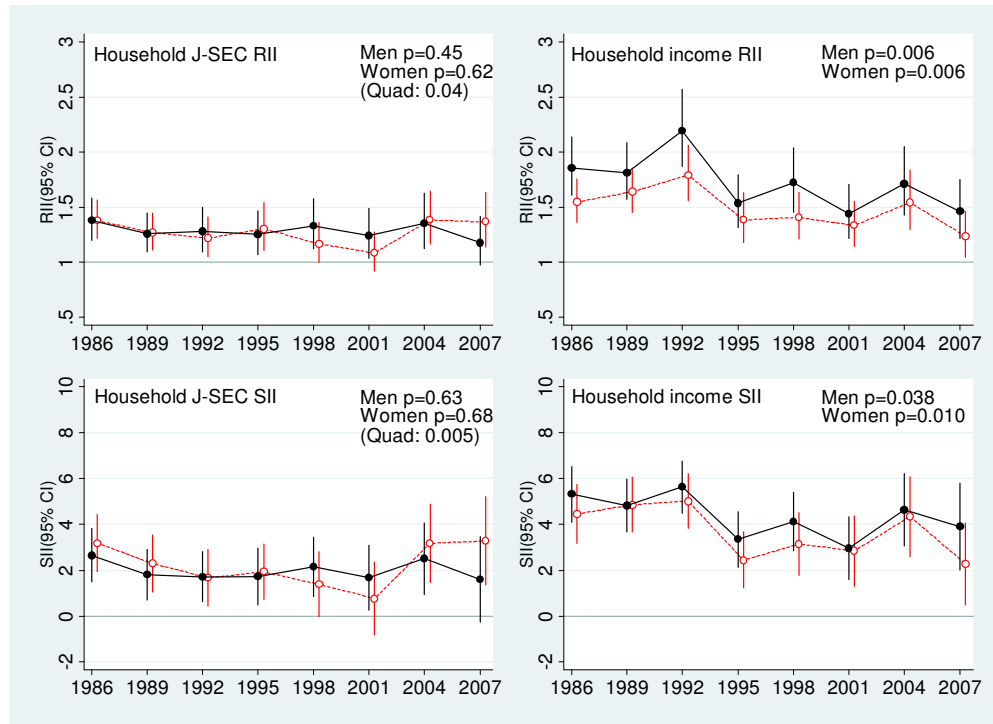 Household J-SEC RII
Men p=0.45
Women p=0.62
(Quad: 0.04)
RII(95% CI)
3
2.5
2
1.5
1
.5
1986 1989 1992 1995 1998 2001 2004 2007
Household income RII
Men p=0.006
Women p=0.006
RII(95% CI)
3
2.5
2
1.5
1
.5
1986 1989 1992 1995 1998 2001 2004 2007
Household J-SEC SII
Men p=0.63
Women p=0.68
(Quad: 0.005)
SII(95% CI)
10
8
6
4
2
0
-2
1986 1989 1992 1995 1998 2001 2004 2007
Household income SII
Men p=0.038
Women p=0.010
SII(95% CI)
10
8
6
4
2
0
-2
1986 1989 1992 1995 1998 2001 2004 2007